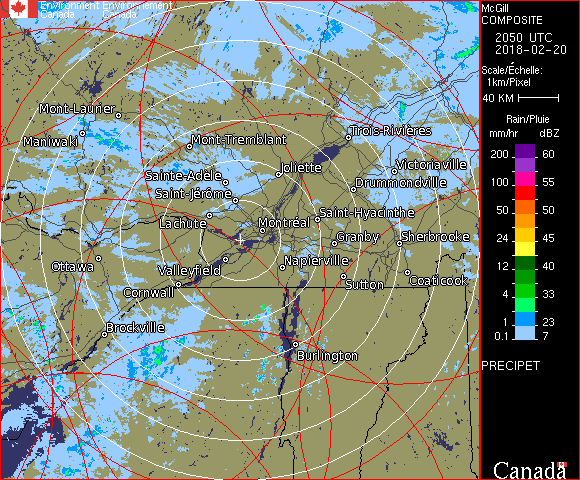 Environment Environnement
Canada Canada
McGill
COMPOSITE
2050 UTC
2018-02-20
Scale/Échelle:
1km/Pixel
40 KM
Rain/Pluie
mm/hr dBZ
200 60
100 55
50 50
24 45
12 40
4 33
1 23
0.1 7
PRECIPET
Canada
Mont-Laurier
Maniwaki
Mont-Tremblant
Trois-Rivières
Sainte-Adèle
Joliette
Victoriaville
Saint-Jérôme
Drummondville
Lachute
Montréal
Saint-Hyacinthe
Granby
Sherbrooke
Ottawa
Valleyfield
Napierville
Cornwall
Sutton
Coaticook
Brockville
Burlington